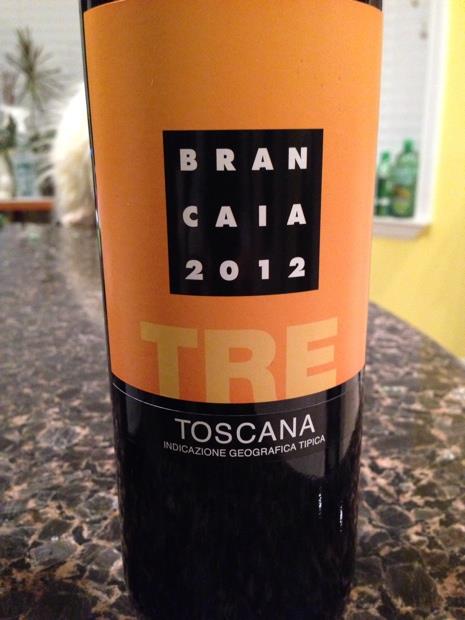 BRAN
CAIA
2012
TRE
TOSCANA
INDICAZIONE GEOGRAFICA TIPICA